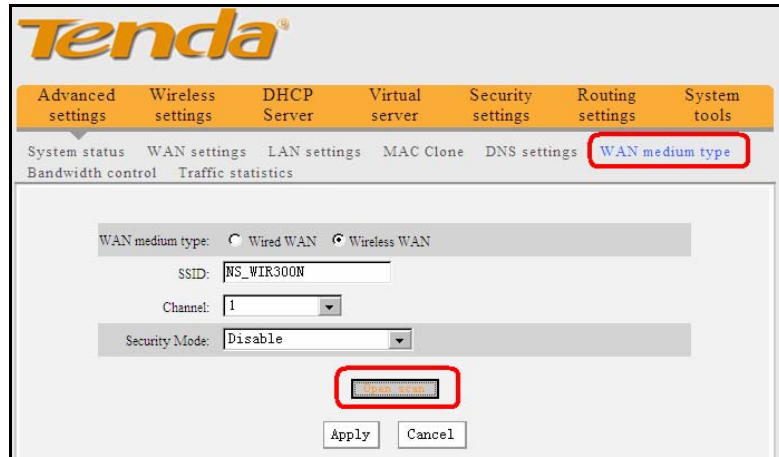 Tenda®
Advanced settings Wireless settings DHCP Server Virtual server Security settings Routing settings System tools
System status WAN settings LAN settings MAC Clone DNS settings WAN medium type
Bandwidth control Traffic statistics
WAN medium type: Wired WAN Wireless WAN
SSID: NS_WIR300N
Channel: 1
Security Mode: Disable
Open scan
Apply Cancel